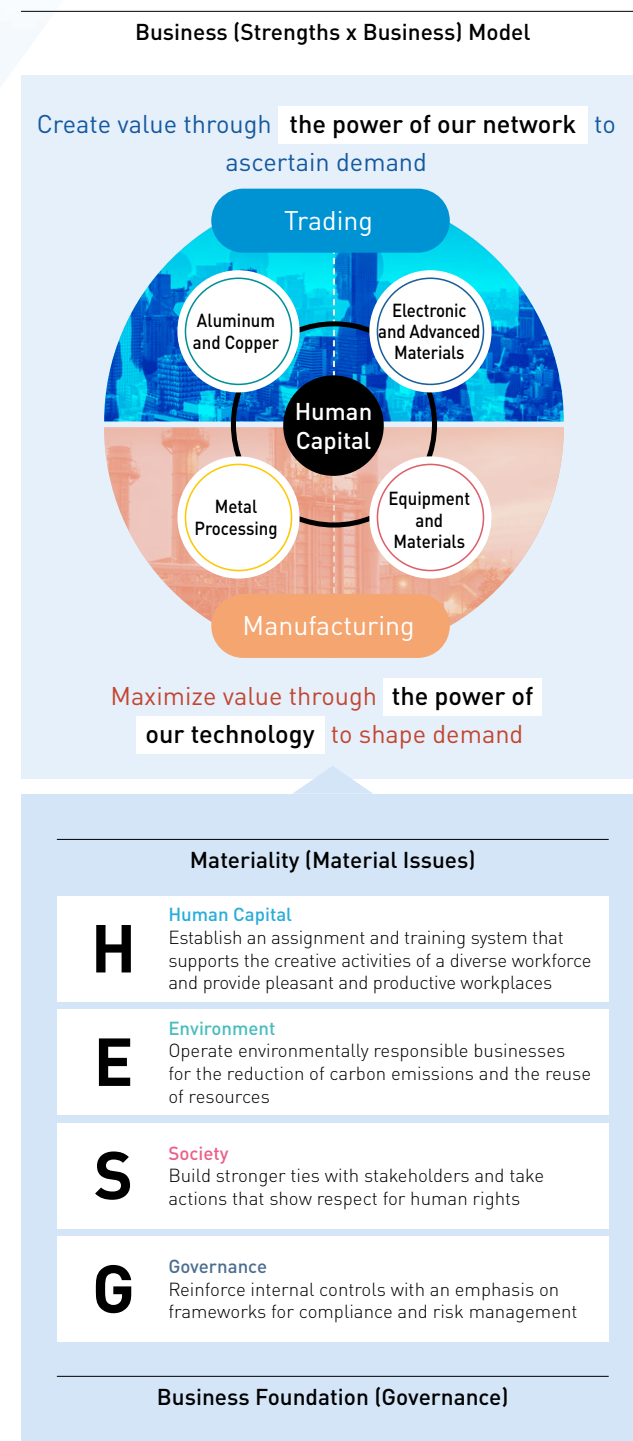 Business (Strengths x Business) Model
Create value through the power of our network to
ascertain demand
Trading
Aluminum
and Copper
Electronic
and Advanced
Materials
Human
Capital
Metal
Processing
Equipment
and
Materials
Manufacturing
Maximize value through the power of
our technology to shape demand
Materiality (Material Issues)
H
Human Capital
Establish an assignment and training system that
supports the creative activities of a diverse workforce
and provide pleasant and productive workplaces
E
Environment
Operate environmentally responsible businesses
for the reduction of carbon emissions and the reuse
of resources
S
Society
Build stronger ties with stakeholders and take
actions that show respect for human rights
G
Governance
Reinforce internal controls with an emphasis on
frameworks for compliance and risk management
Business Foundation (Governance)